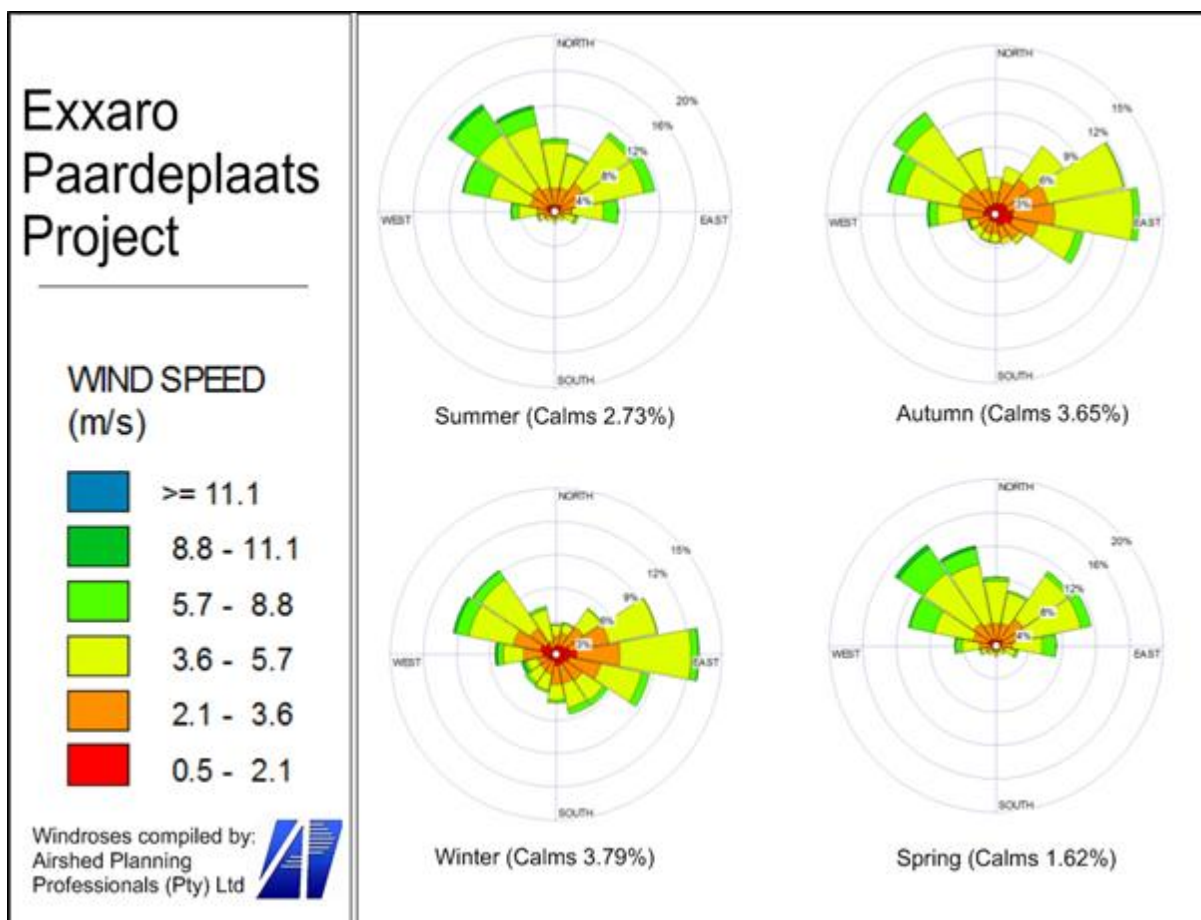 Exxaro
Paardeplaats
Project
WIND SPEED
(m/s)
>= 11.1
8.8 - 11.1
5.7 - 8.8
3.6 - 5.7
2.1 - 3.6
0.5 - 2.1
Windroses compiled by:
Airshed Planning
Professionals (Pty) Ltd
NORTH
20%
16%
12%
8%
4%
WEST
EAST
SOUTH
Summer (Calms 2.73%)
NORTH
15%
12%
9%
6%
3%
WEST
EAST
SOUTH
Autumn (Calms 3.65%)
NORTH
15%
12%
9%
6%
3%
WEST
EAST
SOUTH
Winter (Calms 3.79%)
NORTH
20%
16%
12%
8%
4%
WEST
EAST
SOUTH
Spring (Calms 1.62%)